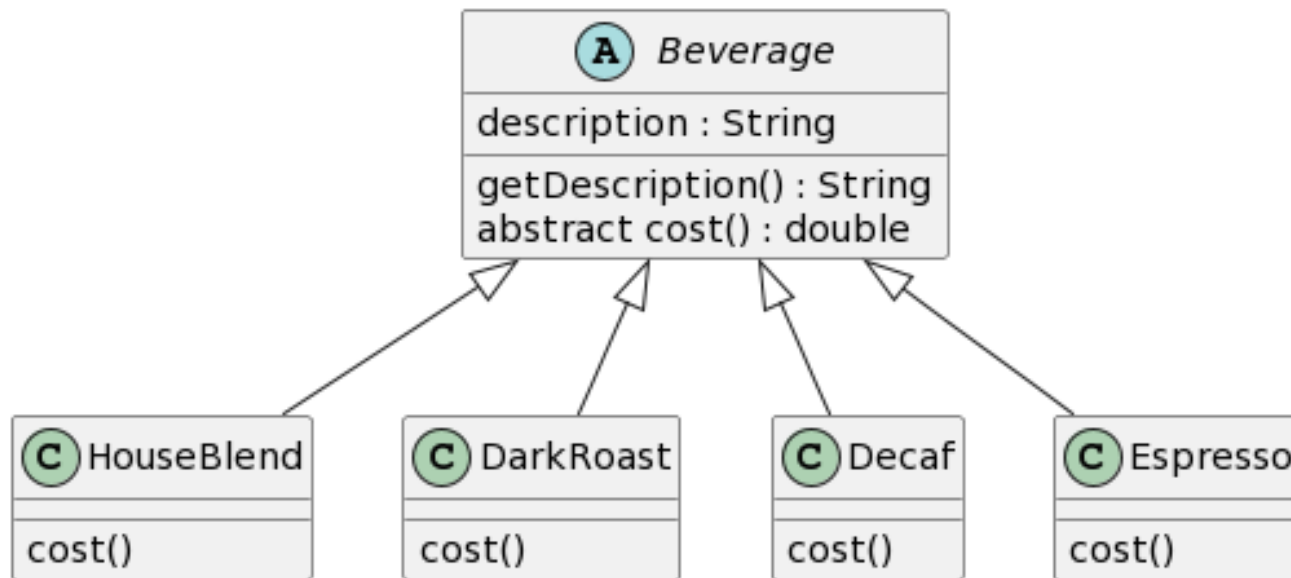 A Beverage
description : String
getDescription() : String
abstract cost() : double
C HouseBlend
cost()
C DarkRoast
cost()
C Decaf
cost()
C Espresso
cost()